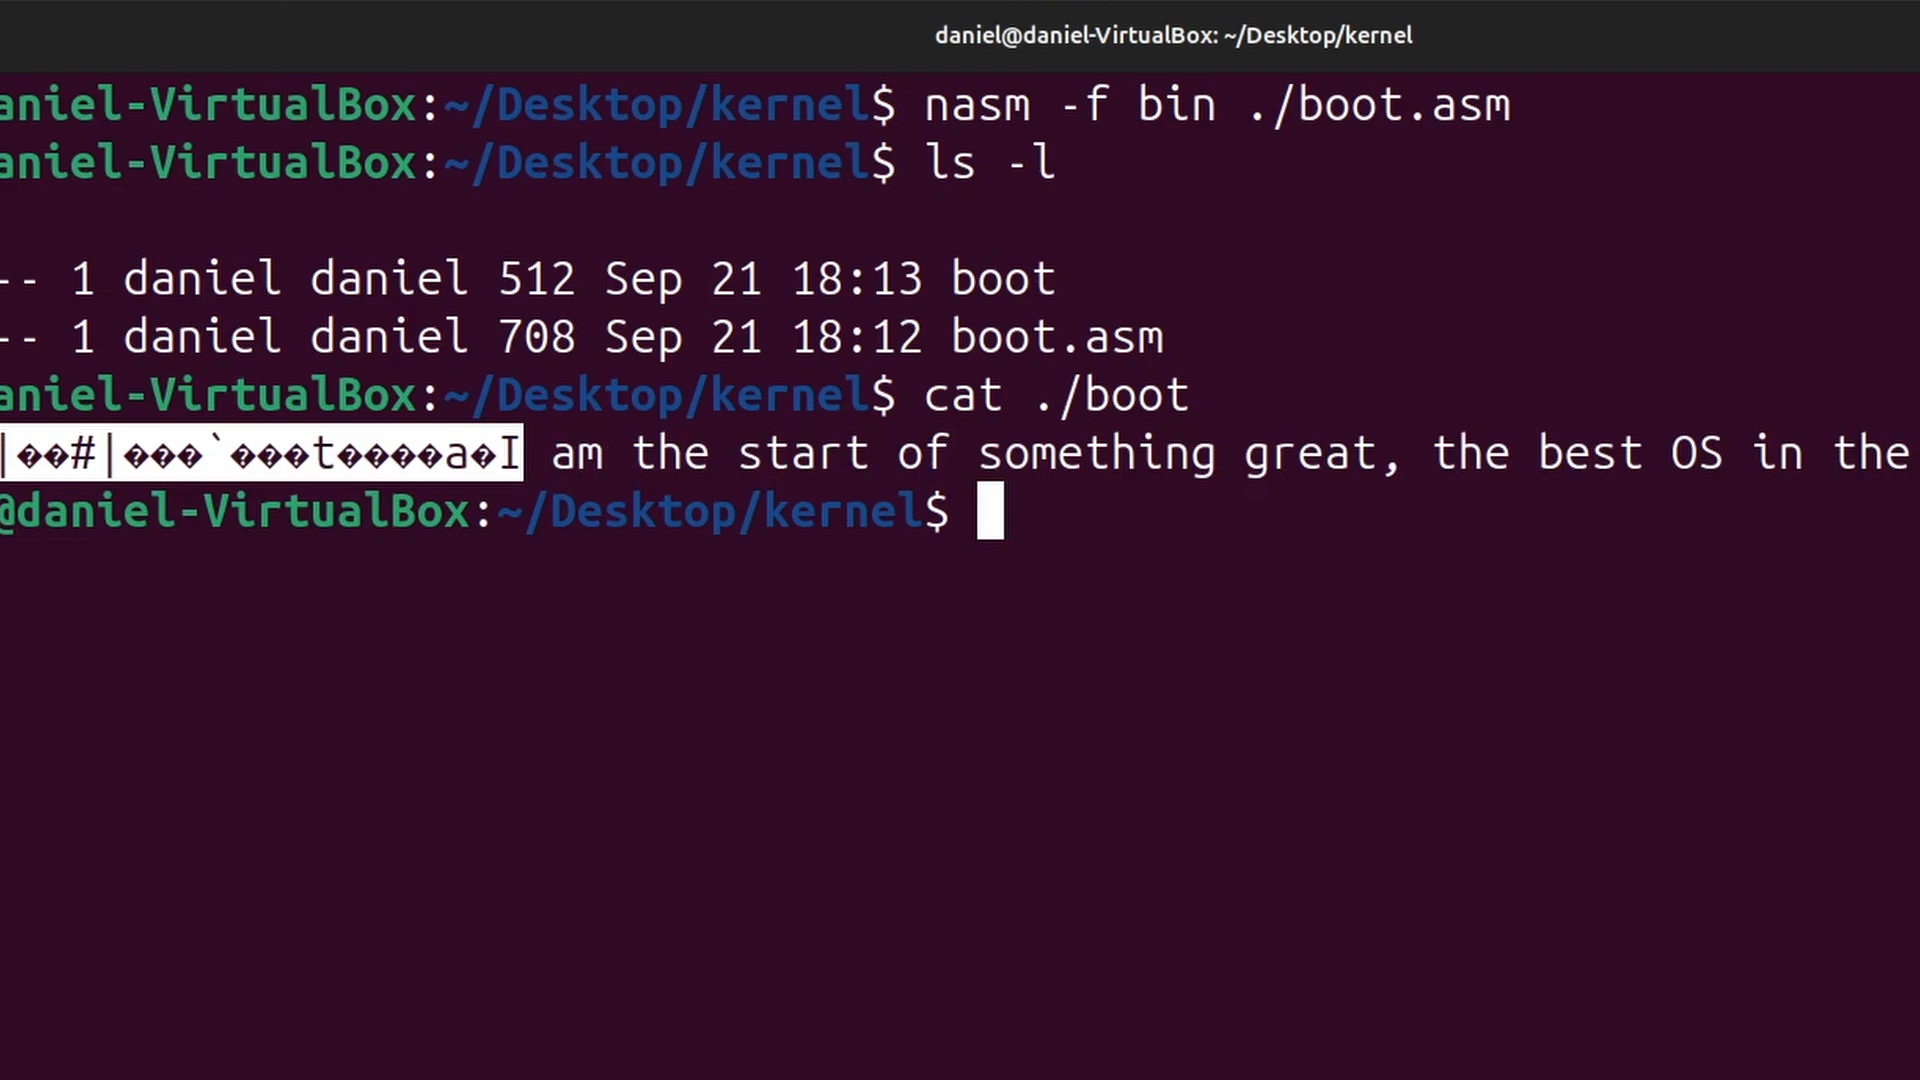 daniel@daniel-VirtualBox: ~/Desktop/kernel
aniel-VirtualBox:~/Desktop/kernel$ nasm -f bin ./boot.asm
aniel-VirtualBox:~/Desktop/kernel$ ls -l
-- 1 daniel daniel 512 Sep 21 18:13 boot
-- 1 daniel daniel 708 Sep 21 18:12 boot.asm
aniel-VirtualBox:~/Desktop/kernel$ cat ./boot
|��#|���`���t����a�I am the start of something great, the best OS in the
@daniel-VirtualBox:~/Desktop/kernel$